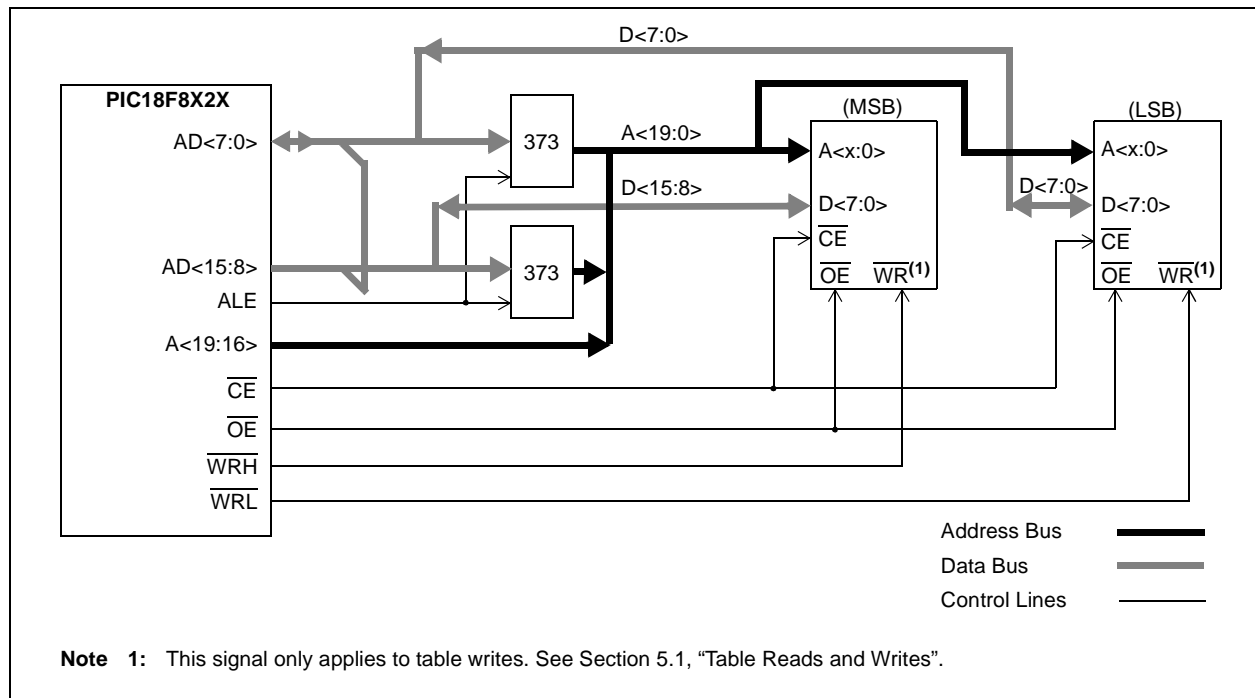 D<7:0>
PIC18F8X2X
AD<7:0>
373
A<19:0>
D<15:8>
(MSB)
A<x:0>
D<7:0>
CE
OE WR(1)
(LSB)
A<x:0>
D<7:0>
D<7:0>
CE
OE WR(1)
AD<15:8>
373
ALE
A<19:16>
CE
OE
WRH
WRL
Address Bus
Data Bus
Control Lines
Note 1: This signal only applies to table writes. See Section 5.1, “Table Reads and Writes”.